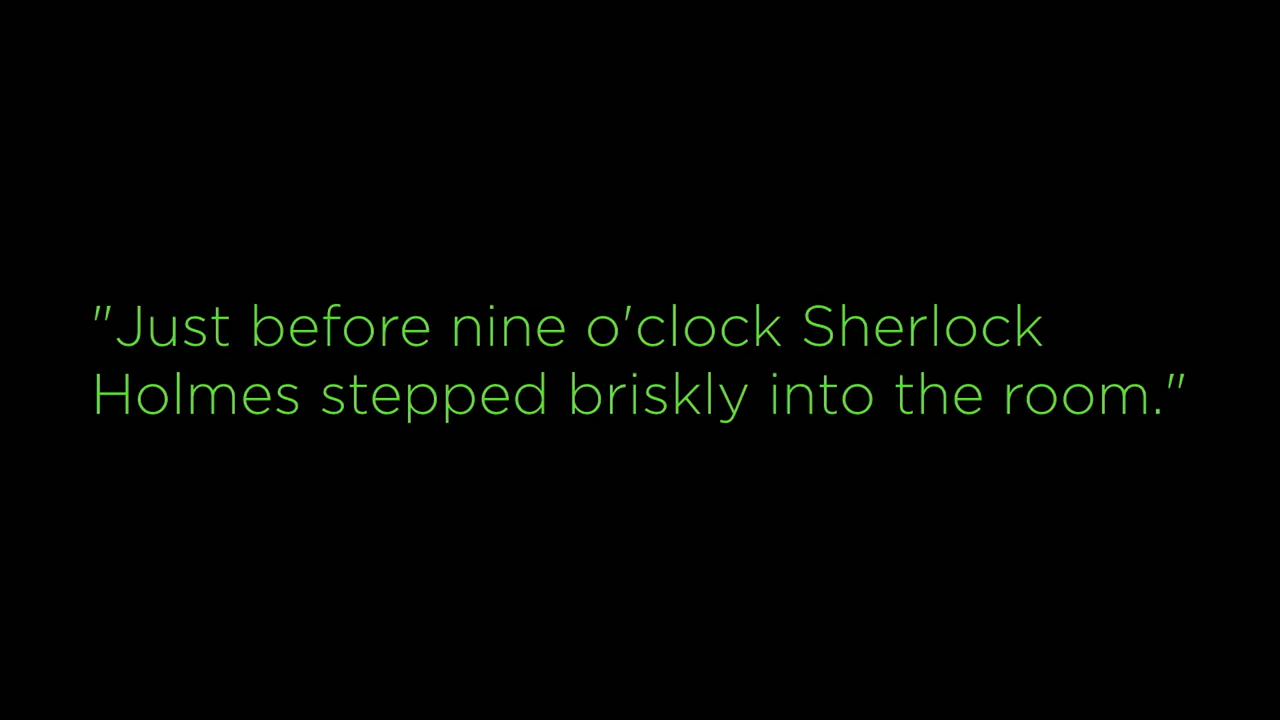 "Just before nine o'clock Sherlock
Holmes stepped briskly into the room."